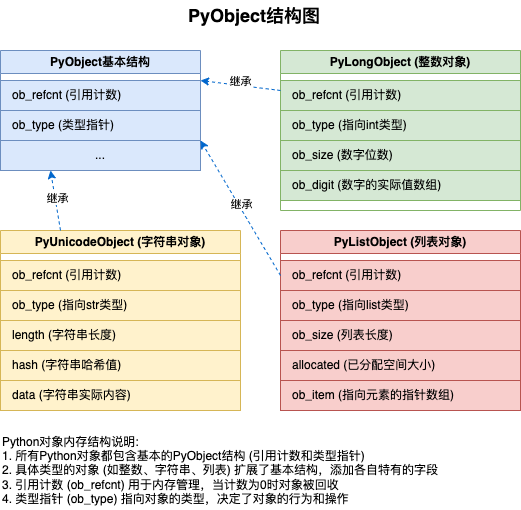 PyObject结构图
PyObject基本结构
ob_refcnt (引用计数)
ob_type (类型指针)
...
继承
PyLongObject (整数对象)
ob_refcnt (引用计数)
ob_type (指向int类型)
ob_size (数字位数)
ob_digit (数字的实际值数组)
继承
继承
PyUnicodeObject (字符串对象)
ob_refcnt (引用计数)
ob_type (指向str类型)
length (字符串长度)
hash (字符串哈希值)
data (字符串实际内容)
PyListObject (列表对象)
ob_refcnt (引用计数)
ob_type (指向list类型)
ob_size (列表长度)
allocated (已分配空间大小)
ob_item (指向元素的指针数组)
Python对象内存结构说明:
1. 所有Python对象都包含基本的PyObject结构 (引用计数和类型指针)
2. 具体类型的对象 (如整数、字符串、列表) 扩展了基本结构，添加各自特有的字段
3. 引用计数 (ob_refcnt) 用于内存管理，当计数为0时对象被回收
4. 类型指针 (ob_type) 指向对象的类型，决定了对象的行为和操作